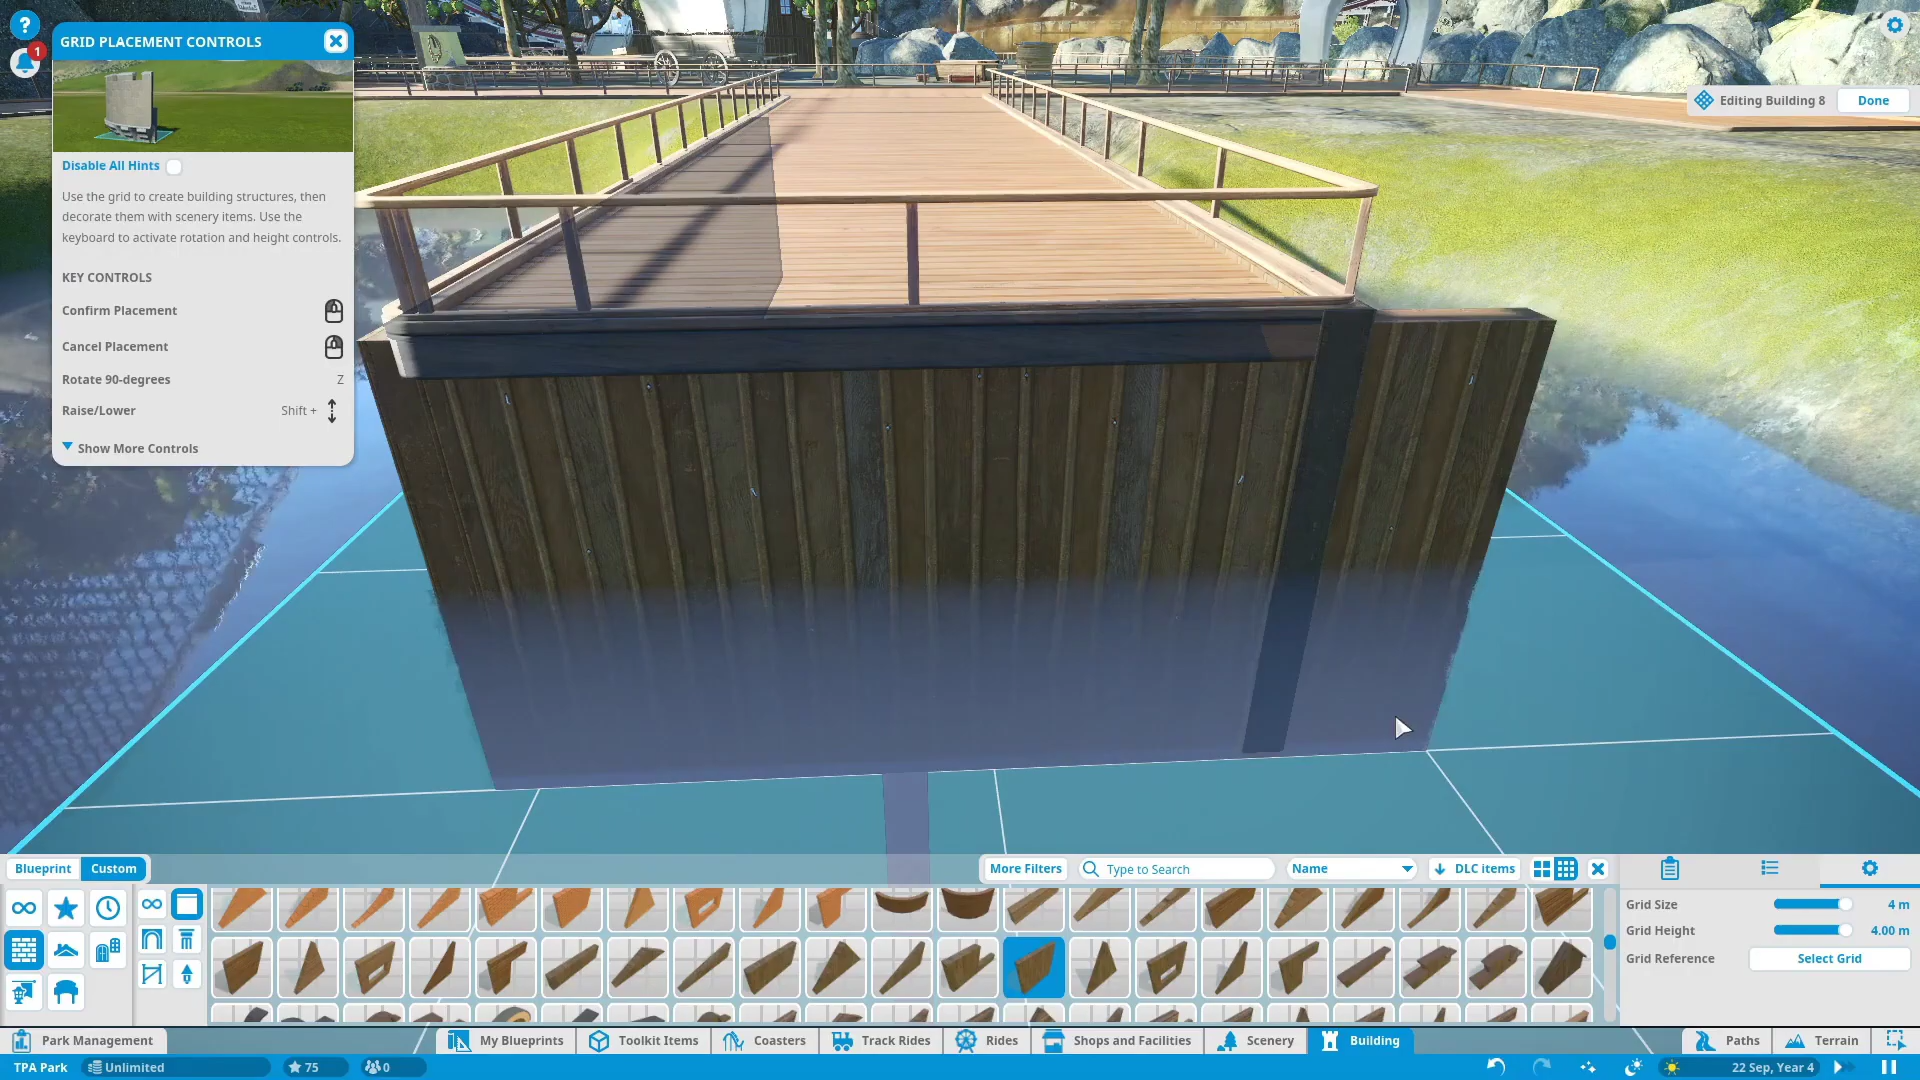 ?
1
GRID PLACEMENT CONTROLS
Disable All Hints
Use the grid to create building structures, then
decorate them with scenery items. Use the
keyboard to activate rotation and height controls.
KEY CONTROLS
Confirm Placement
Cancel Placement
Rotate 90-degrees Z
Raise/Lower Shift +
Show More Controls
Editing Building 8 Done
Blueprint Custom
More Filters Type to Search Name DLC items
Grid Size 4 m
Grid Height 4.00 m
Grid Reference Select Grid
Park Management My Blueprints Toolkit Items Coasters Track Rides Rides Shops and Facilities Scenery Building Paths Terrain
TPA Park Unlimited 75 0 22 Sep, Year 4